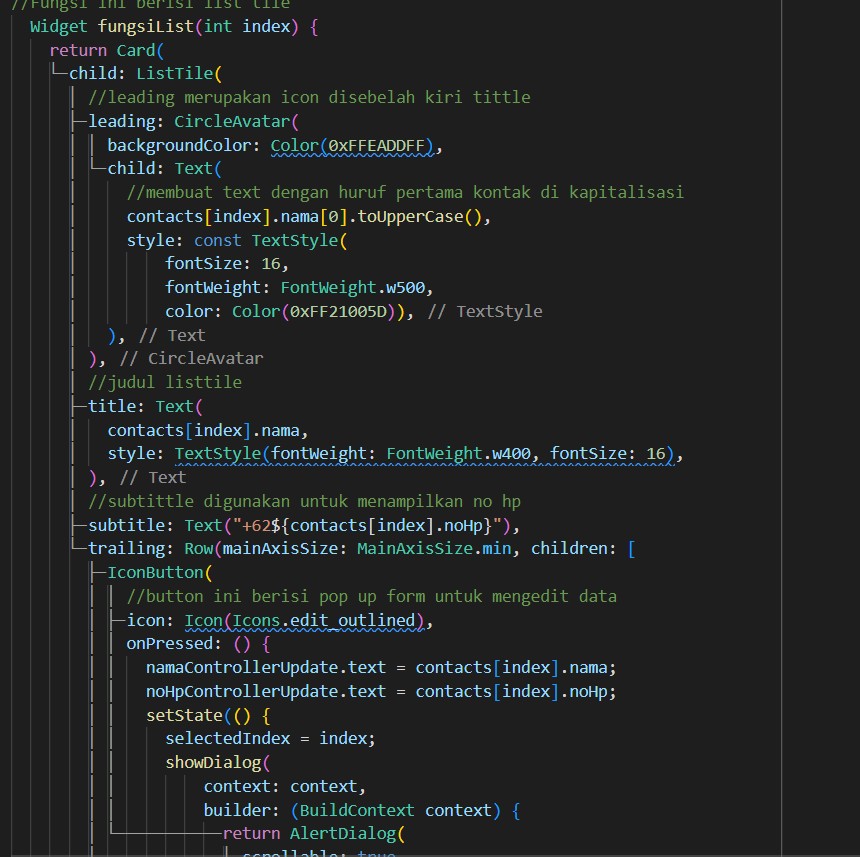 //Fungsi ini berisi list tile
Widget fungsiList(int index) {
return Card(
child: ListTile(
//leading merupakan icon disebelah kiri tittle
leading: CircleAvatar(
backgroundColor: Color(0xFFEADDFF),
child: Text(
//membuat text dengan huruf pertama kontak di kapitalisasi
contacts[index].nama[0].toUpperCase(),
style: const TextStyle(
fontSize: 16,
fontWeight: FontWeight.w500,
color: Color(0xFF21005D)), // TextStyle
), // Text
), // CircleAvatar
//judul listtile
title: Text(
contacts[index].nama,
style: TextStyle(fontWeight: FontWeight.w400, fontSize: 16),
), // Text
//subtittle digunakan untuk menampilkan no hp
subtitle: Text("+62${contacts[index].noHp}"),
trailing: Row(mainAxisSize: MainAxisSize.min, children: [
IconButton(
//button ini berisi pop up form untuk mengedit data
icon: Icon(Icons.edit_outlined),
onPressed: () {
namaControllerUpdate.text = contacts[index].nama;
noHpControllerUpdate.text = contacts[index].noHp;
setState(() {
selectedIndex = index;
showDialog(
context: context,
builder: (BuildContext context) {
return AlertDialog(
scrollable: true